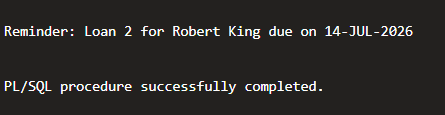 Reminder: Loan 2 for Robert King due on 14-JUL-2026
PL/SQL procedure successfully completed.